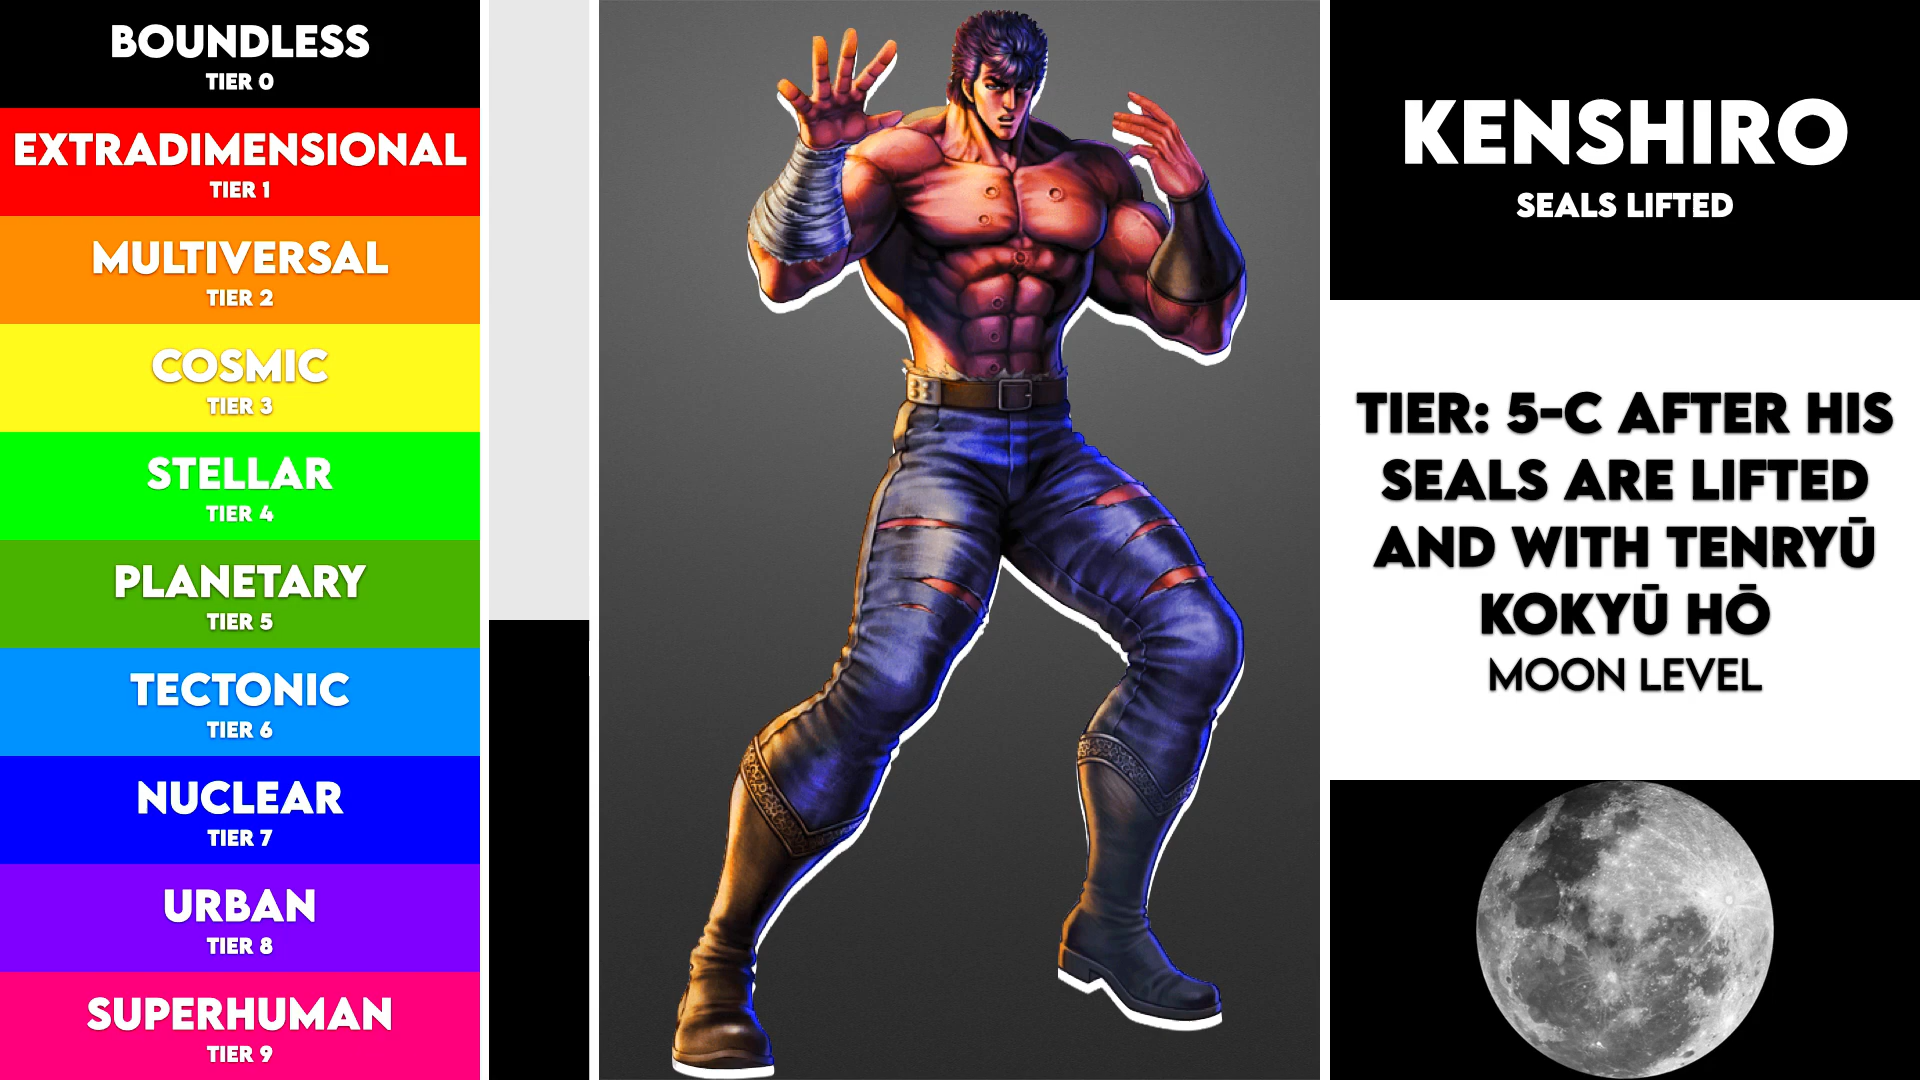 BOUNDLESS
TIER 0
EXTRADIMENSIONAL
TIER 1
MULTIVERSAL
TIER 2
COSMIC
TIER 3
STELLAR
TIER 4
PLANETARY
TIER 5
TECTONIC
TIER 6
NUCLEAR
TIER 7
URBAN
TIER 8
SUPERHUMAN
TIER 9
KENSHIRO
SEALS LIFTED
TIER: 5-C AFTER HIS
SEALS ARE LIFTED
AND WITH TENRYŪ
KOKYŪ HŌ
MOON LEVEL